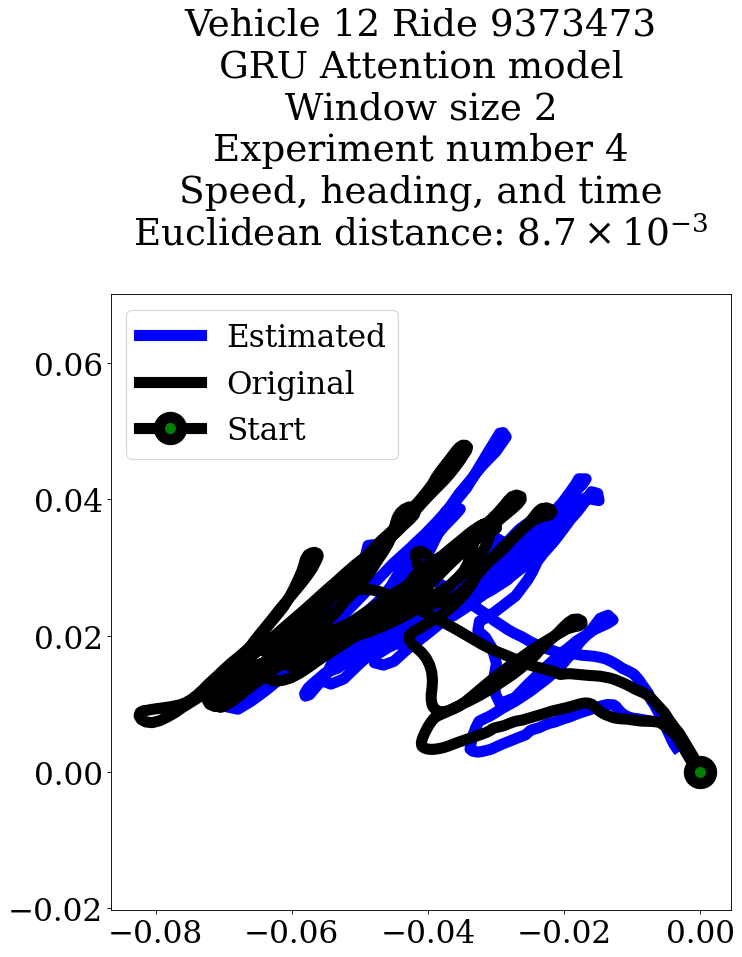 Vehicle 12 Ride 9373473
GRU Attention model
Window size 2
Experiment number 4
Speed, heading, and time
Euclidean distance: 8.7 × 10⁻³
Estimated
Original
Start
0.06
0.04
0.02
0.00
−0.02
−0.08 −0.06 −0.04 −0.02 0.00